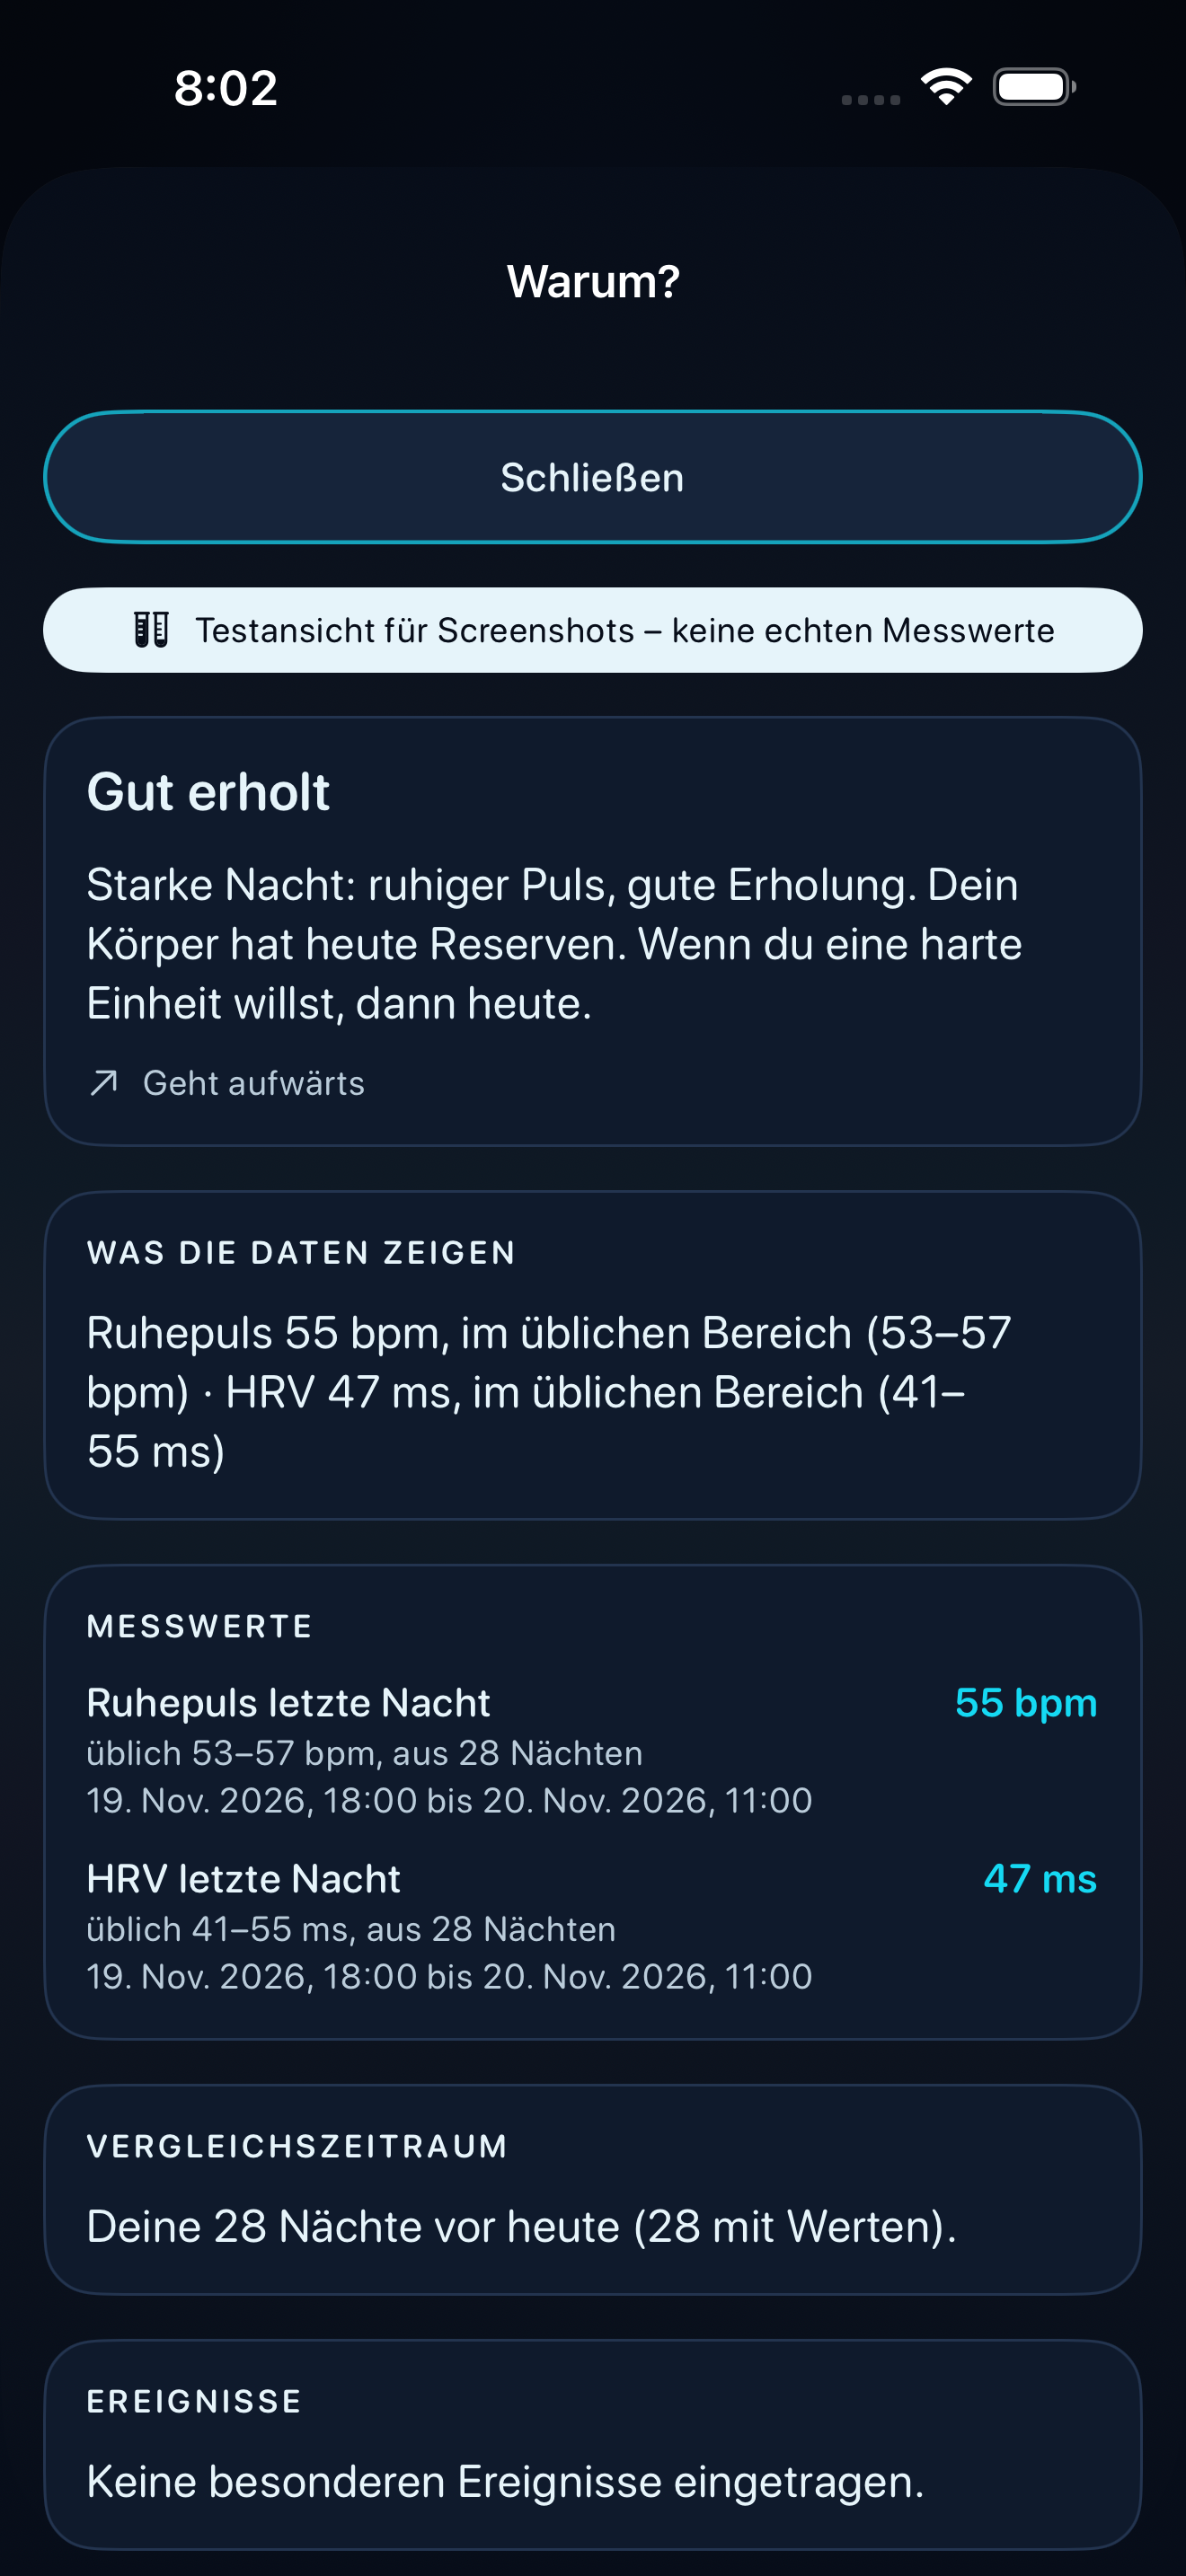 8:02
Warum?
Schließen
Testansicht für Screenshots – keine echten Messwerte
Gut erholt
Starke Nacht: ruhiger Puls, gute Erholung. Dein
Körper hat heute Reserven. Wenn du eine harte
Einheit willst, dann heute.
Geht aufwärts
WAS DIE DATEN ZEIGEN
Ruhepuls 55 bpm, im üblichen Bereich (53–57
bpm) · HRV 47 ms, im üblichen Bereich (41–
55 ms)
MESSWERTE
Ruhepuls letzte Nacht 55 bpm
üblich 53–57 bpm, aus 28 Nächten
19. Nov. 2026, 18:00 bis 20. Nov. 2026, 11:00
HRV letzte Nacht 47 ms
üblich 41–55 ms, aus 28 Nächten
19. Nov. 2026, 18:00 bis 20. Nov. 2026, 11:00
VERGLEICHSZEITRAUM
Deine 28 Nächte vor heute (28 mit Werten).
EREIGNISSE
Keine besonderen Ereignisse eingetragen.